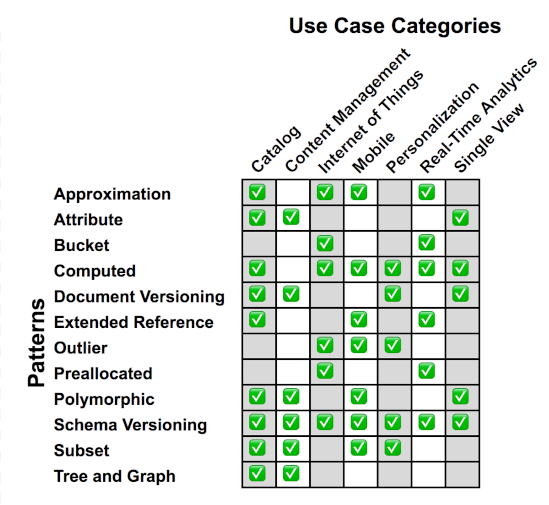 Use Case Categories
Catalog
Content Management
Internet of Things
Mobile
Personalization
Real-Time Analytics
Single View
Patterns
Approximation
Attribute
Bucket
Computed
Document Versioning
Extended Reference
Outlier
Preallocated
Polymorphic
Schema Versioning
Subset
Tree and Graph